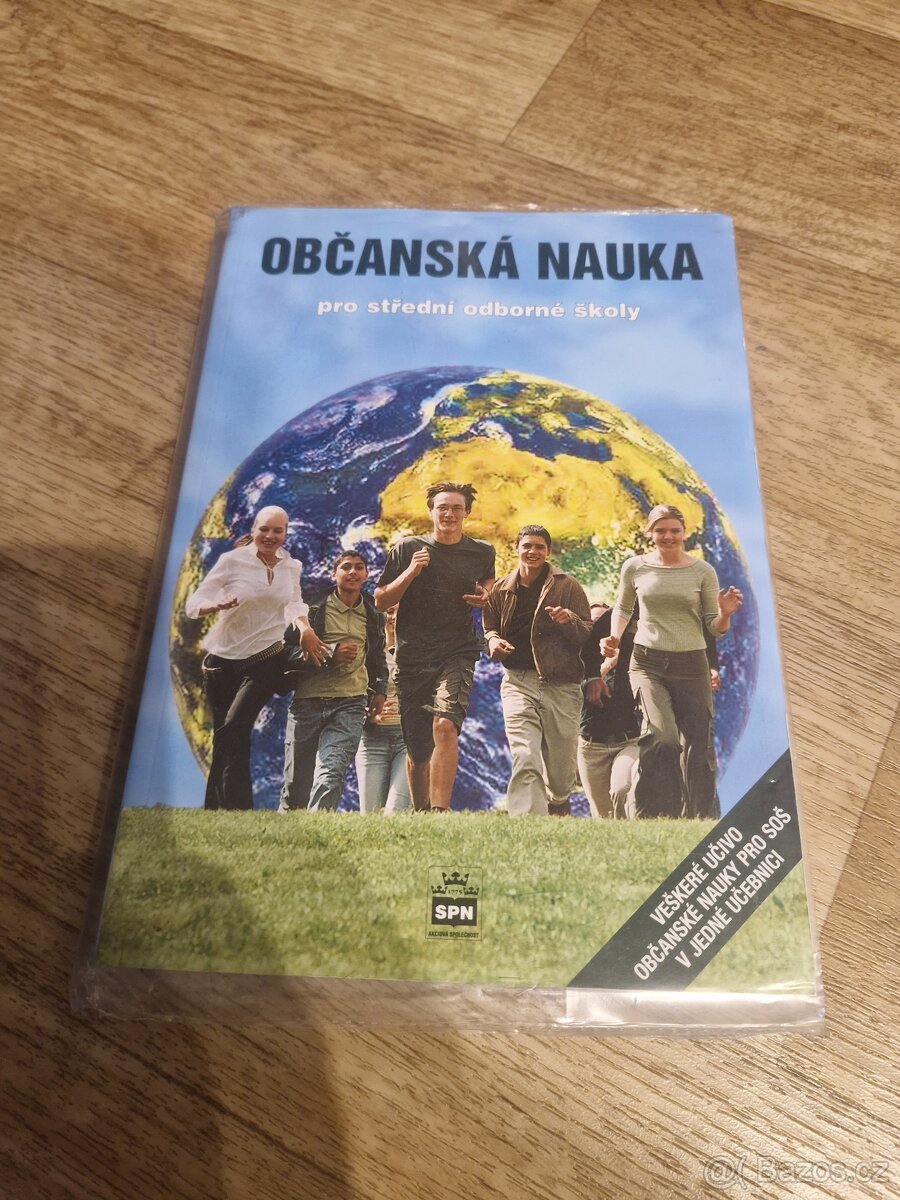 OBČANSKÁ NAUKA
pro střední odborné školy
1775
SPN
AKCIOVÁ SPOLEČNOST
VEŠKERÉ UČIVO
OBČANSKÉ NAUKY PRO SOŠ
V JEDNÉ UČEBNICI
Bazos.cz